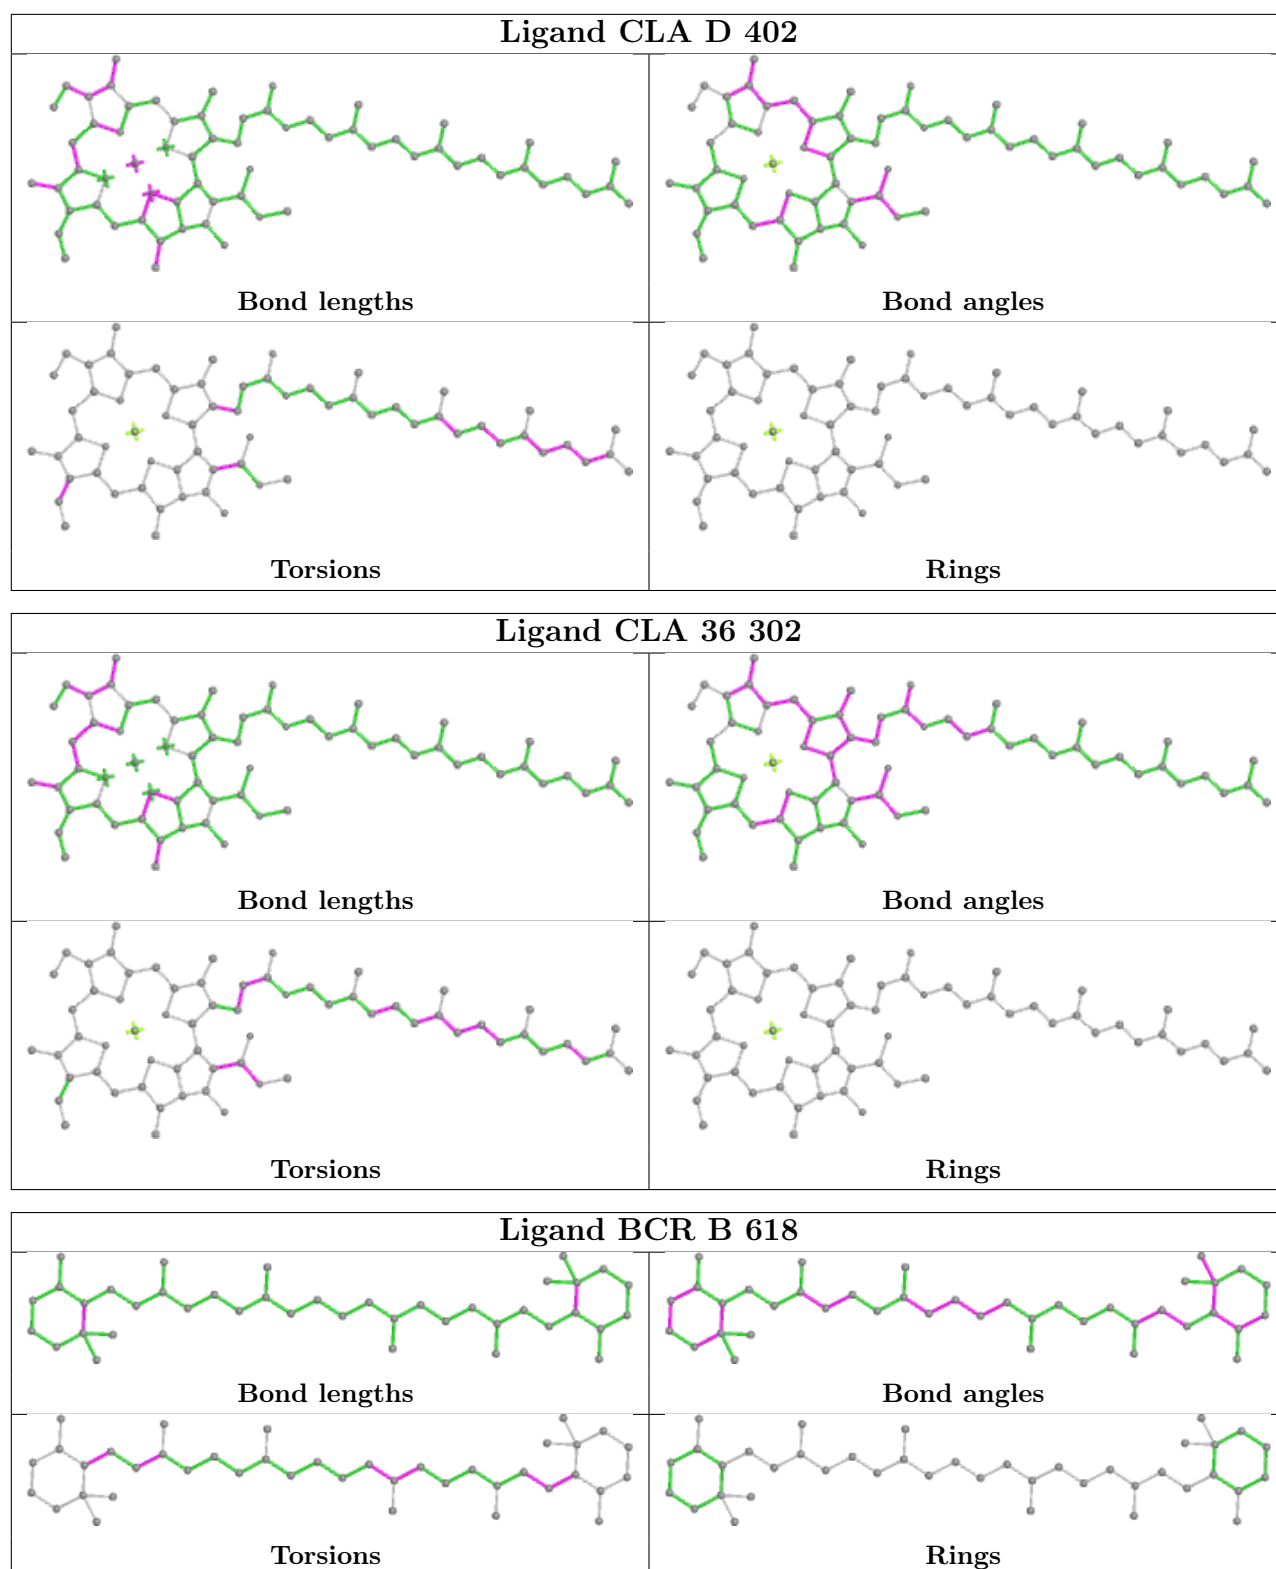 Ligand CLA D 402
Bond lengths
Bond angles
Torsions
Rings
Ligand CLA 36 302
Bond lengths
Bond angles
Torsions
Rings
Ligand BCR B 618
Bond lengths
Bond angles
Torsions
Rings